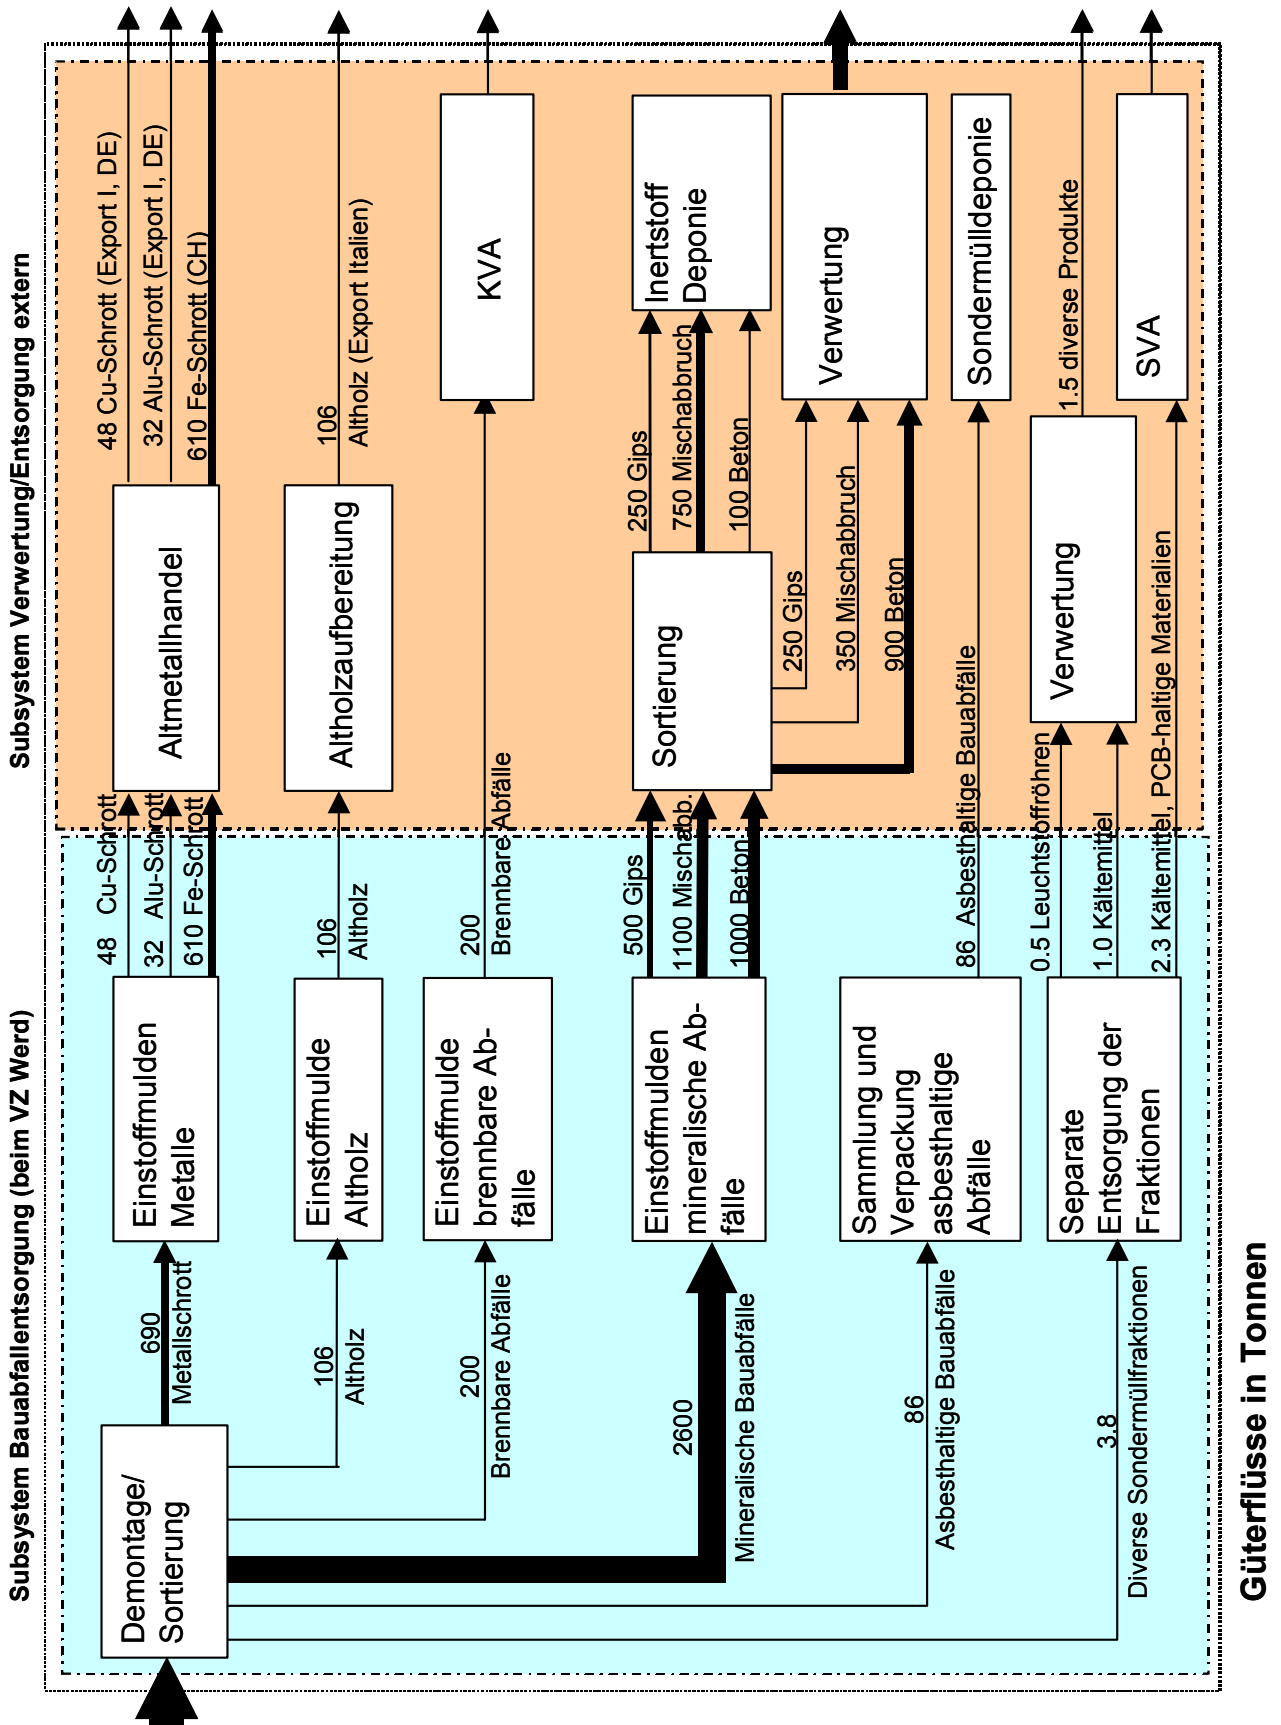 Subsystem Bauabfallentsorgung (beim VZ Werd)
Subsystem Verwertung/Entsorgung extern
Demontage/
Sortierung
690
Metallschrott
106
Altholz
200
Brennbare Abfälle
2600
Mineralische Bauabfälle
86
Asbesthaltige Bauabfälle
3.8
Diverse Sondermüllfraktionen
Einstoffmulden
Metalle
Einstoffmulde
Altholz
Einstoffmulde
brennbare Ab-
fälle
Einstoffmulden
mineralische Ab-
fälle
Sammlung und
Verpackung
asbesthaltige
Abfälle
Separate
Entsorgung der
Fraktionen
48 Cu-Schrott
32 Alu-Schrott
610 Fe-Schrott
106
Altholz
200
Brennbare Abfälle
500 Gips
1100 Mischabb.
1000 Beton
86 Asbesthaltige Bauabfälle
0.5 Leuchtstoffröhren
1.0 Kältemittel
2.3 Kältemittel, PCB-haltige Materialien
Altmetallhandel
Altholzaufbereitung
Sortierung
Verwertung
48 Cu-Schrott (Export I, DE)
32 Alu-Schrott (Export I, DE)
610 Fe-Schrott (CH)
106
Altholz (Export Italien)
250 Gips
750 Mischabbruch
100 Beton
250 Gips
350 Mischabbruch
900 Beton
1.5 diverse Produkte
KVA
Inertstoff
Deponie
Verwertung
Sondermülldeponie
SVA
Güterflüsse in Tonnen